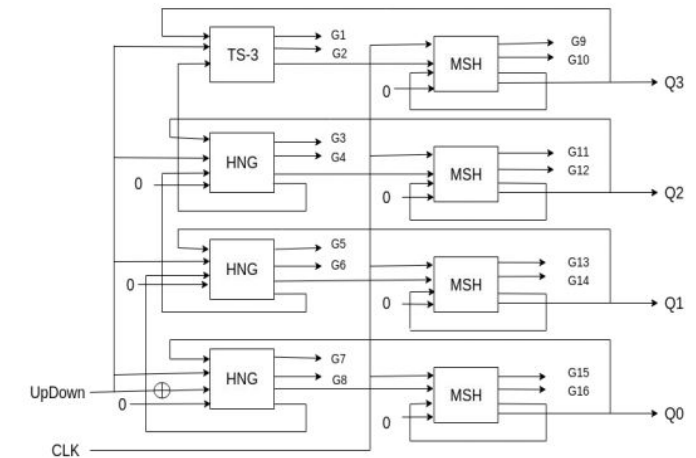 G1
TS-3
G2
G9
MSH
G10
0
Q3
G3
HNG
G4
0
G11
MSH
G12
0
Q2
G5
HNG
G6
0
G13
MSH
G14
0
Q1
G7
HNG
G8
UpDown
0
G15
MSH
G16
0
Q0
CLK